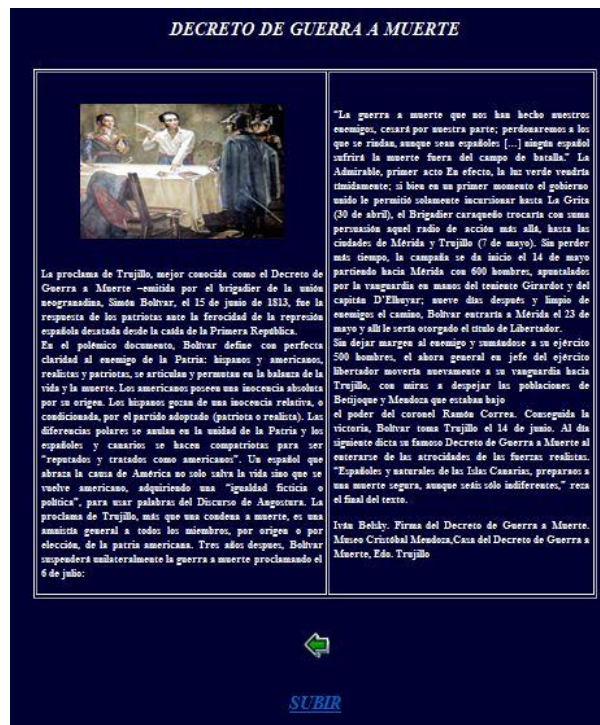 DECRETO DE GUERRA A MUERTE
La proclama de Trujillo, mejor conocida como el Decreto de
Guerra a Muerte –emitida por el brigadier de la unión
neogranadina, Simón Bolívar, el 15 de junio de 1813, fue la
respuesta de los patriotas ante la ferocidad de la represión
española desatada desde la caída de la Primera República.
En el polémico documento, Bolívar define con perfecta
claridad al enemigo de la Patria: hispanos y americanos,
realistas y patriotas, se articulan y permutan en la balanza de la
vida y la muerte. Los americanos poseen una inocencia absoluta
por su origen. Los hispanos gozan de una inocencia relativa, o
condicionada, por el partido adoptado (patriota o realista). Las
diferencias polares se anulan en la unidad de la Patria y los
españoles y canarios se hacen compatriotas para ser
"reputados y tratados como americanos". Un español que
abraza la causa de América no solo salva la vida sino que se
vuelve americano, adquiriendo una "igualdad ficticia o
política", para usar palabras del Discurso de Angostura. La
proclama de Trujillo, más que una condena a muerte, es una
amnistía general a todos los miembros, por origen o por
elección, de la patria americana. Tres años despues, Bolívar
suspenderá unilateralmente la guerra a muerte proclamando el
6 de julio:
"La guerra a muerte que nos han hecho nuestros
enemigos, cesará por nuestra parte; perdonaremos a los
que se rindan, aunque sean españoles […] ningún español
sufrirá la muerte fuera del campo de batalla." La
Admirable, primer acto En efecto, la luz verde vendría
tímidamente; si bien en un primer momento el gobierno
unido le permitió solamente incursionar hasta La Grita
(30 de abril), el Brigadier caraqueño trocaría con suma
persuasión aquel radio de acción más allá, hasta las
ciudades de Mérida y Trujillo (7 de mayo). Sin perder
más tiempo, la campaña se da inicio el 14 de mayo
partiendo hacia Mérida con 600 hombres, apuntalados
por la vanguardia en manos del teniente Girardot y del
capitán D'Elhuyar; nueve días después y limpio de
enemigos el camino, Bolívar entraría a Mérida el 23 de
mayo y allí le sería otorgado el título de Libertador.
Sin dejar margen al enemigo y sumándose a su ejército
500 hombres, el ahora general en jefe del ejército
libertador movería nuevamente a su vanguardia hacia
Trujillo, con miras a despejar las poblaciones de
Betijoque y Mendoza que estaban bajo
el poder del coronel Ramón Correa. Conseguida la
victoria, Bolívar toma Trujillo el 14 de junio. Al día
siguiente dicta su famoso Decreto de Guerra a Muerte al
enterarse de las atrocidades de las fuerzas realistas.
"Españoles y naturales de las Islas Canarias, preparaos a
una muerte segura, aunque seáis sólo indiferentes," reza
el final del texto.
Iván Belsky. Firma del Decreto de Guerra a Muerte.
Museo Cristóbal Mendoza,Casa del Decreto de Guerra a
Muerte, Edo. Trujillo
SUBIR